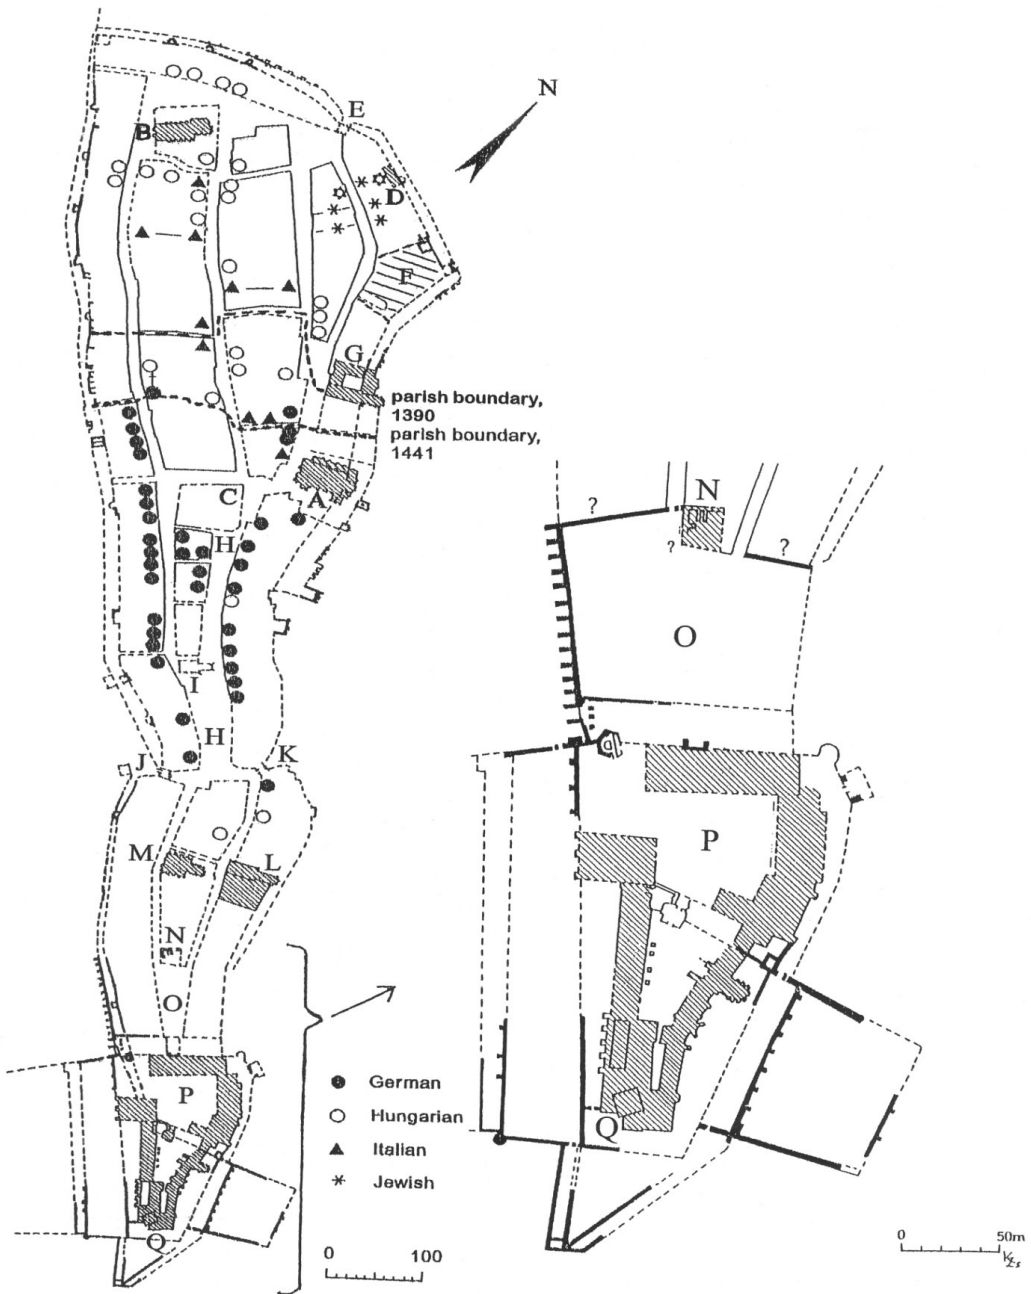 E
N
B
D
F
G
parish boundary,
1390
parish boundary,
1441
A
C
H
N
? ? ? 
O
I
H
K
J
M
L
P
N
O
P
German
Hungarian
Italian
Jewish
Q
Q
0 100
0 50m